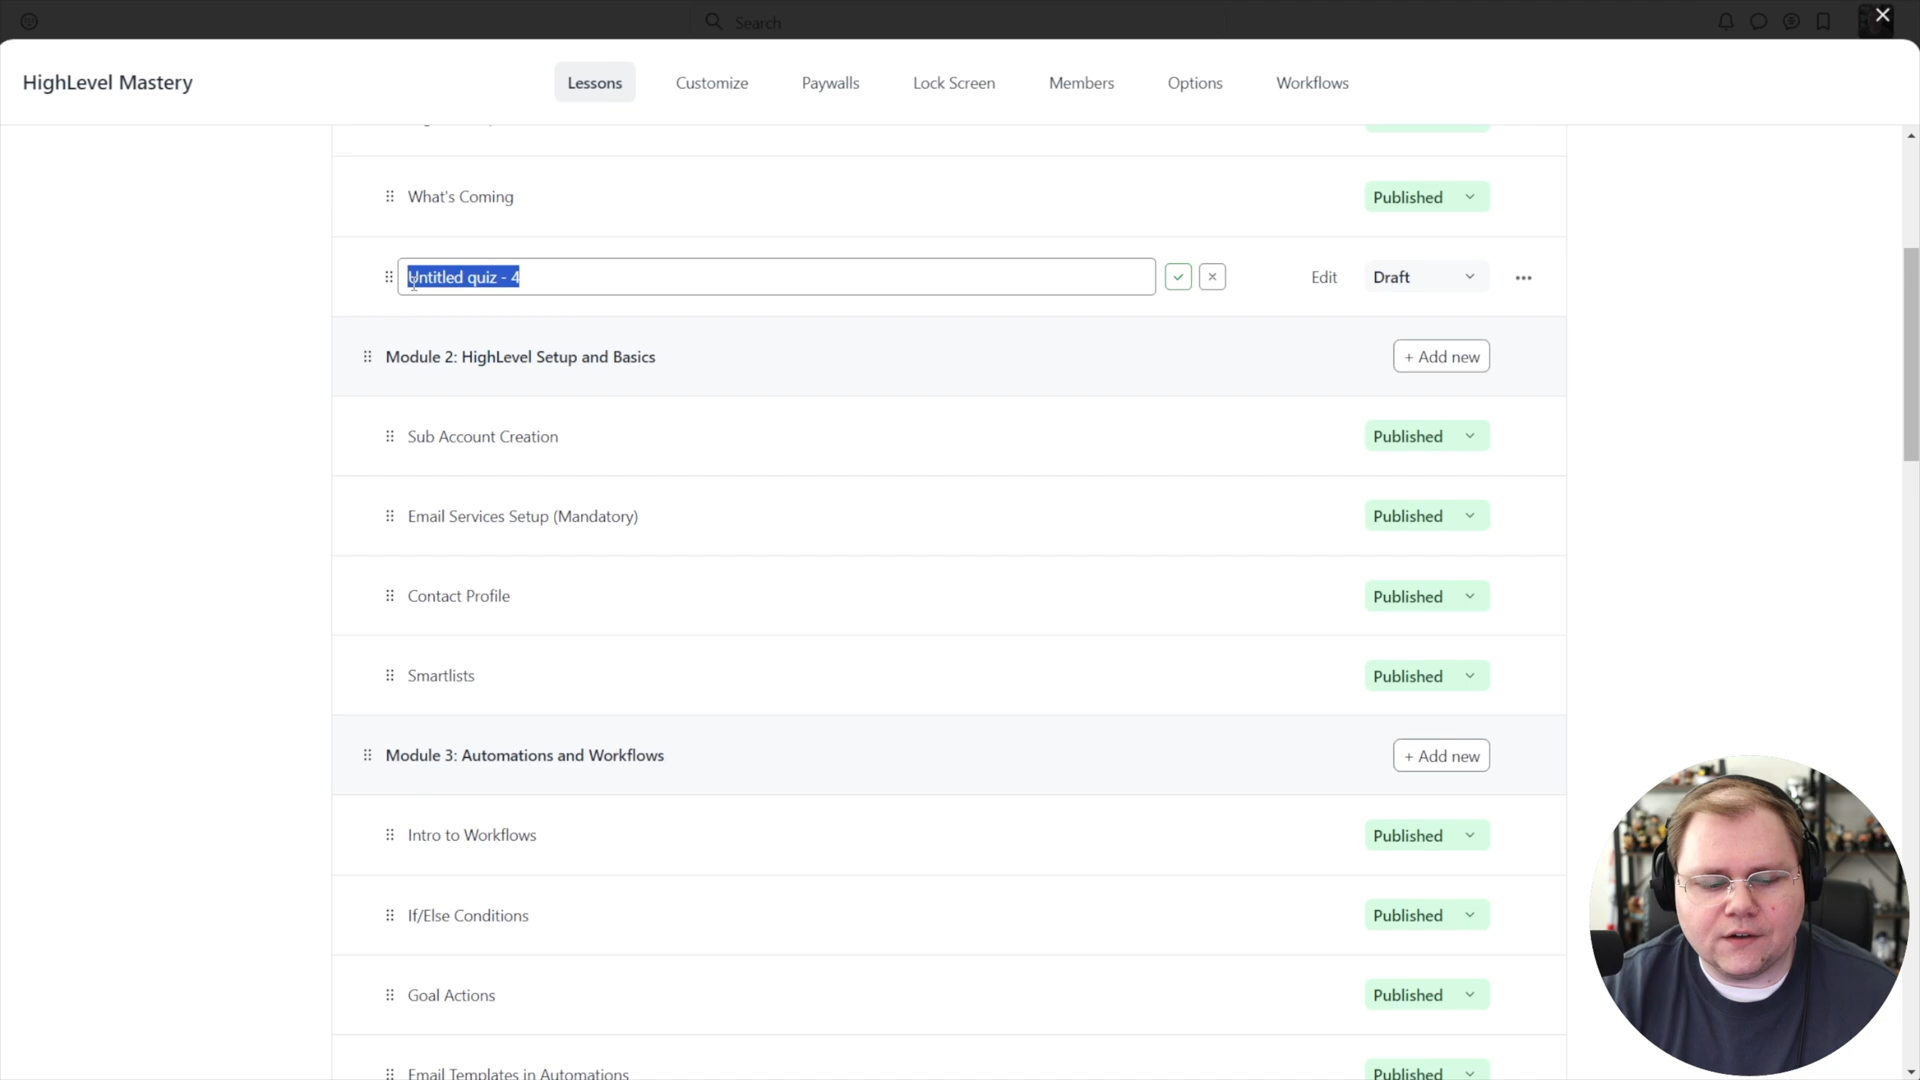 Search
HighLevel Mastery
Lessons
Customize
Paywalls
Lock Screen
Members
Options
Workflows
What's Coming
Published
Untitled quiz - 4
Edit
Draft
Module 2: HighLevel Setup and Basics
+ Add new
Sub Account Creation
Published
Email Services Setup (Mandatory)
Published
Contact Profile
Published
Smartlists
Published
Module 3: Automations and Workflows
+ Add new
Intro to Workflows
Published
If/Else Conditions
Published
Goal Actions
Published
Email Templates in Automations
Published